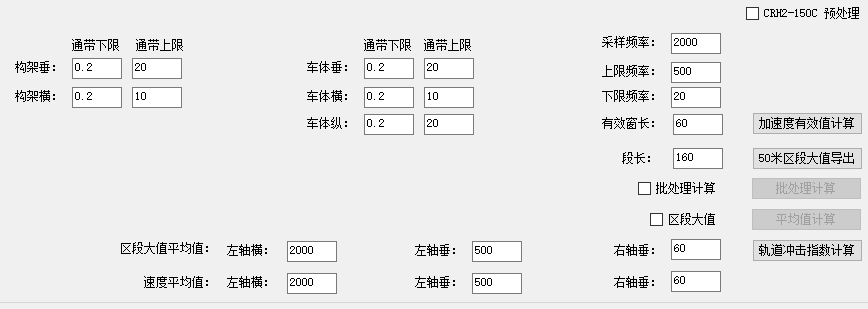 CRH2-150C 预处理
通带下限 通带上限 通带下限 通带上限 采样频率： 2000
构架垂： 0.2 20 车体垂： 0.2 20 上限频率： 500
构架横： 0.2 10 车体横： 0.2 10 下限频率： 20
车体纵： 0.2 20 有效窗长： 60 加速度有效值计算
段长： 160 50米区段大值导出
批处理计算 批处理计算
区段大值 平均值计算
区段大值平均值： 左轴横： 2000 左轴垂： 500 右轴垂： 60 轨道冲击指数计算
速度平均值： 左轴横： 2000 左轴垂： 500 右轴垂： 60